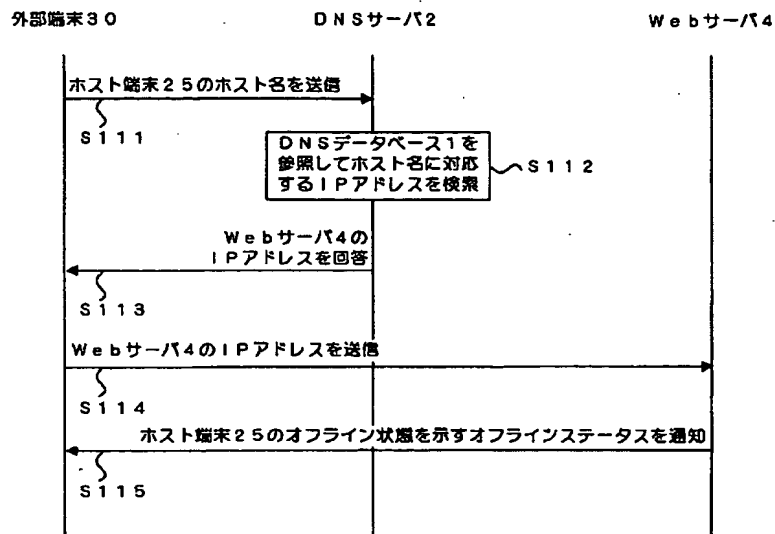 外部端末30
DNSサーバ2
Webサーバ4
ホスト端末25のホスト名を送信
S111
DNSデータベース1を
参照してホスト名に対応
するIPアドレスを検索
S112
Webサーバ4の
IPアドレスを回答
S113
Webサーバ4のIPアドレスを送信
S114
ホスト端末25のオフライン状態を示すオフラインステータスを通知
S115